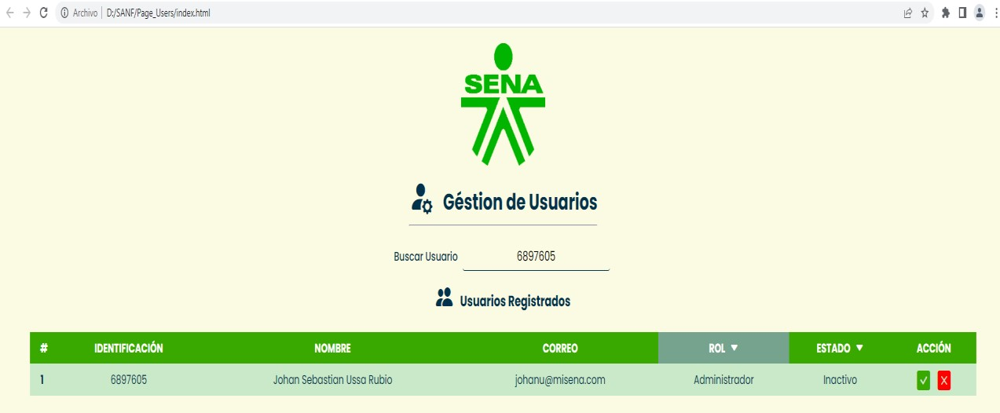 Archivo | D:/SANF/Page_Users/index.html
SENA
Géstion de Usuarios
Buscar Usuario 6897605
Usuarios Registrados
# IDENTIFICACIÓN NOMBRE CORREO ROL ▼ ESTADO ▼ ACCIÓN
1 6897605 Johan Sebastian Ussa Rubio johanu@misena.com Administrador Inactivo